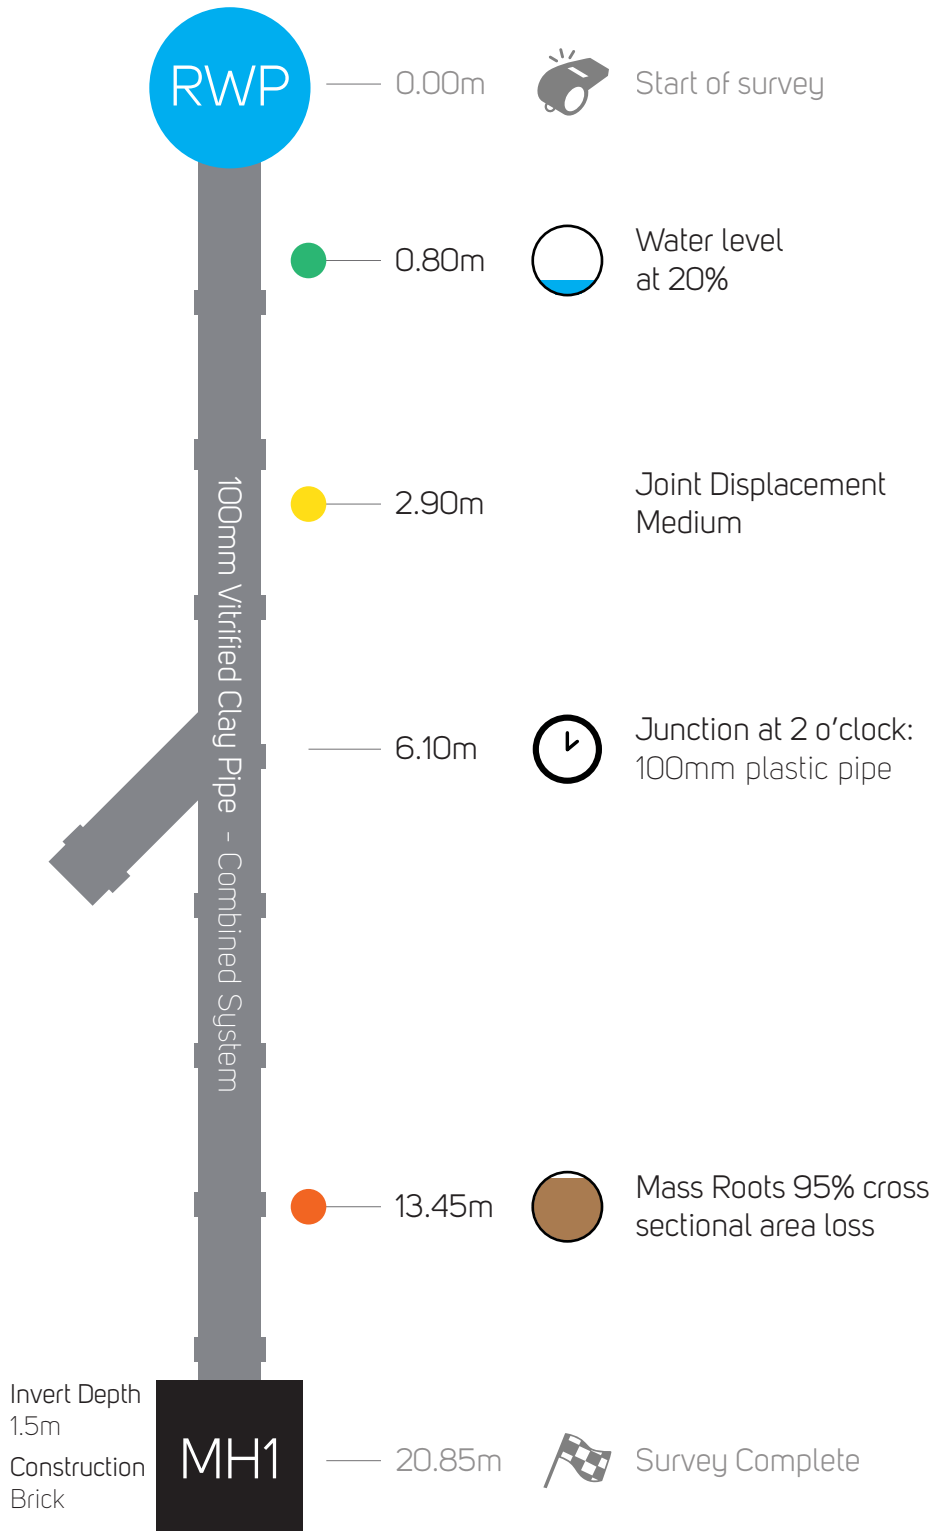 RWP
0.00m
Start of survey
0.80m
Water level
at 20%
2.90m
Joint Displacement
Medium
100mm Vitrified Clay Pipe - Combined System
6.10m
Junction at 2 o'clock:
100mm plastic pipe
13.45m
Mass Roots 95% cross
sectional area loss
Invert Depth
1.5m
Construction
Brick
MH1
20.85m
Survey Complete